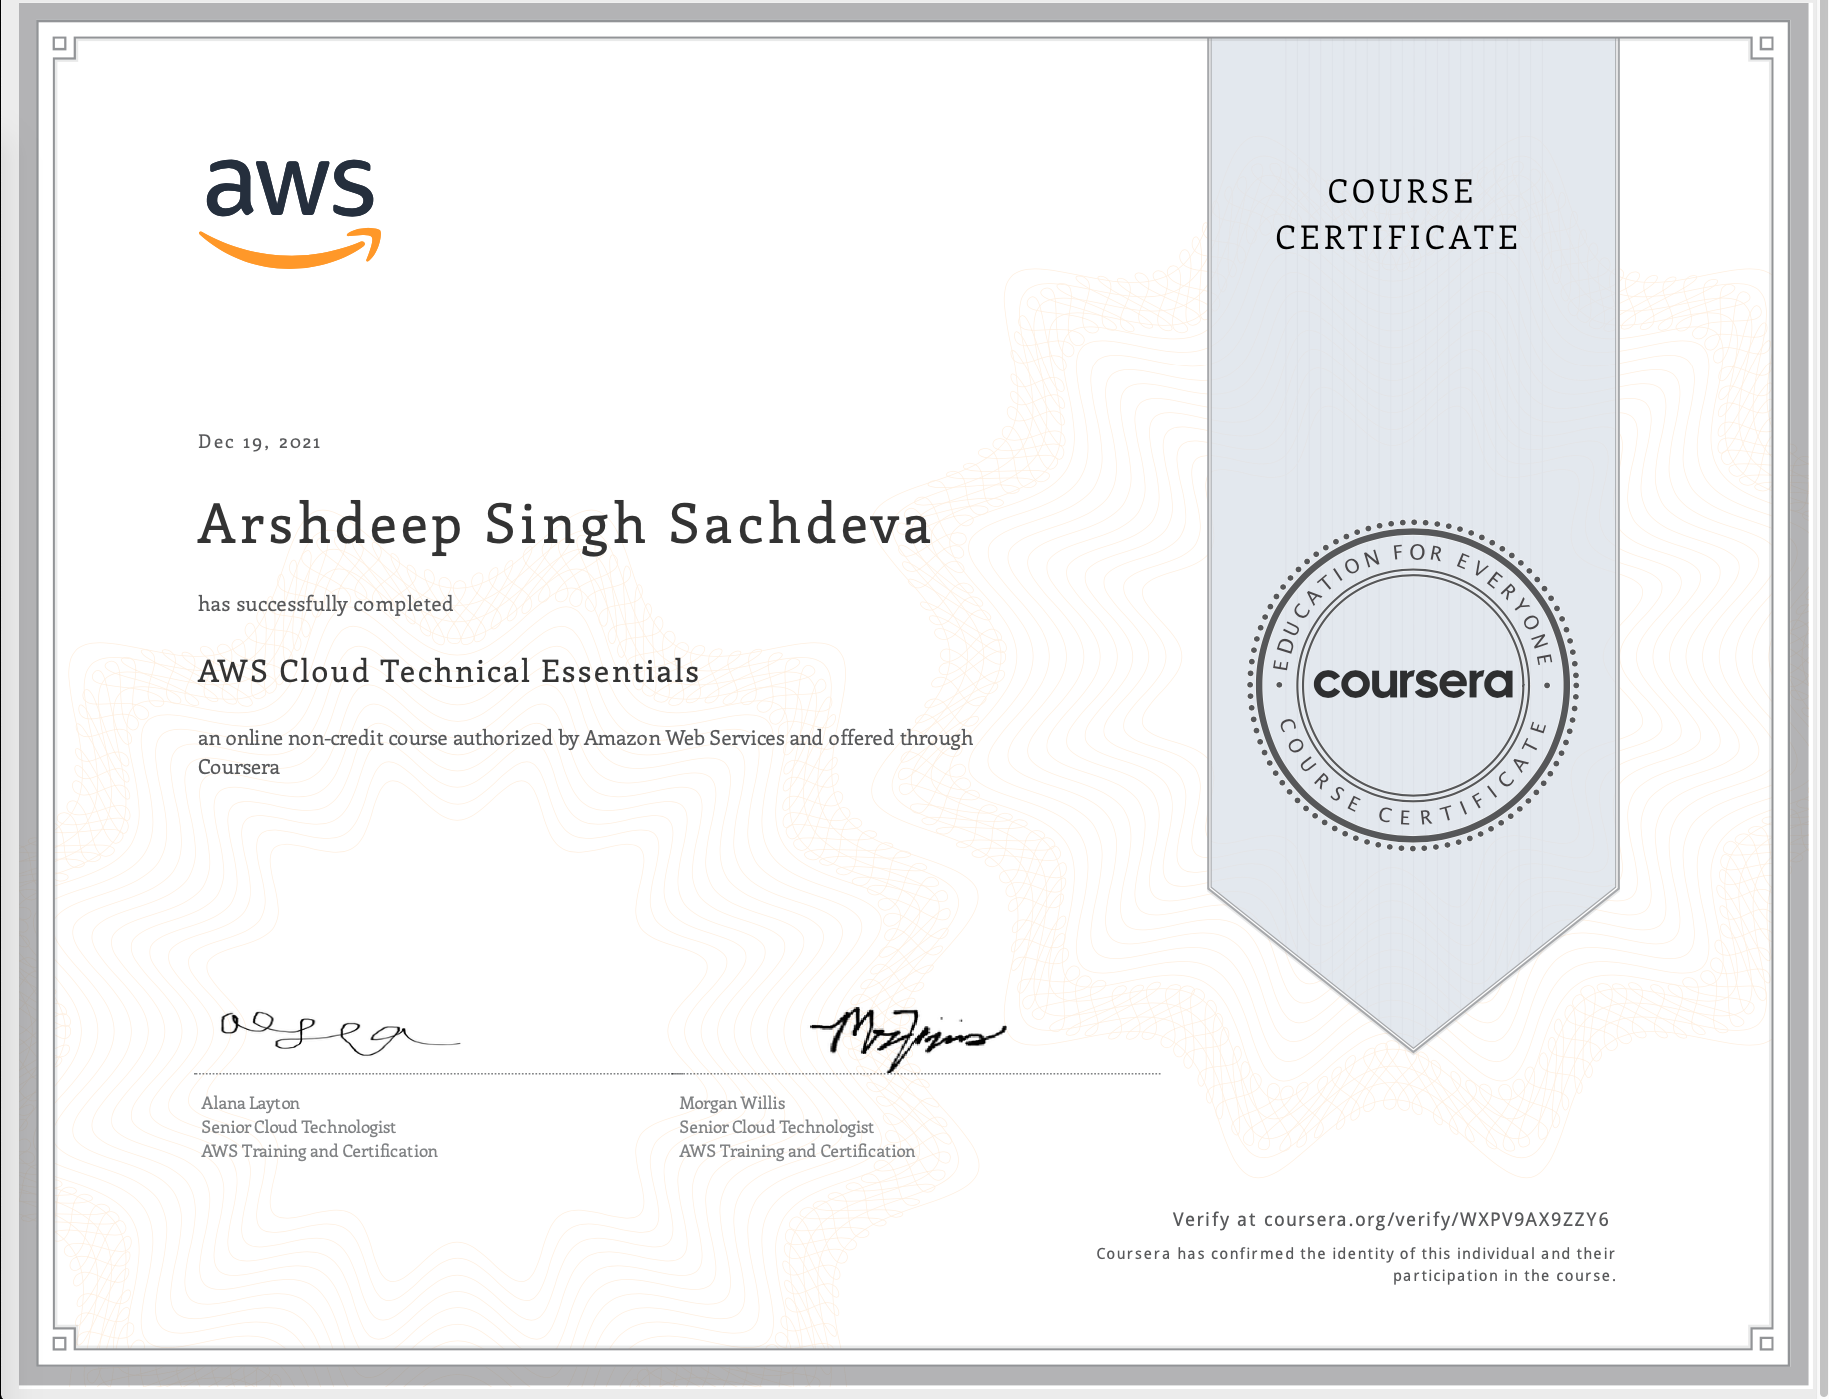 aws
COURSE
CERTIFICATE
Dec 19, 2021
Arshdeep Singh Sachdeva
has successfully completed
AWS Cloud Technical Essentials
an online non-credit course authorized by Amazon Web Services and offered through
Coursera
EDUCATION FOR EVERYONE
coursera
COURSE CERTIFICATE
Alana Layton
Senior Cloud Technologist
AWS Training and Certification
Morgan Willis
Senior Cloud Technologist
AWS Training and Certification
Verify at coursera.org/verify/WXPV9AX9ZZY6
Coursera has confirmed the identity of this individual and their
participation in the course.